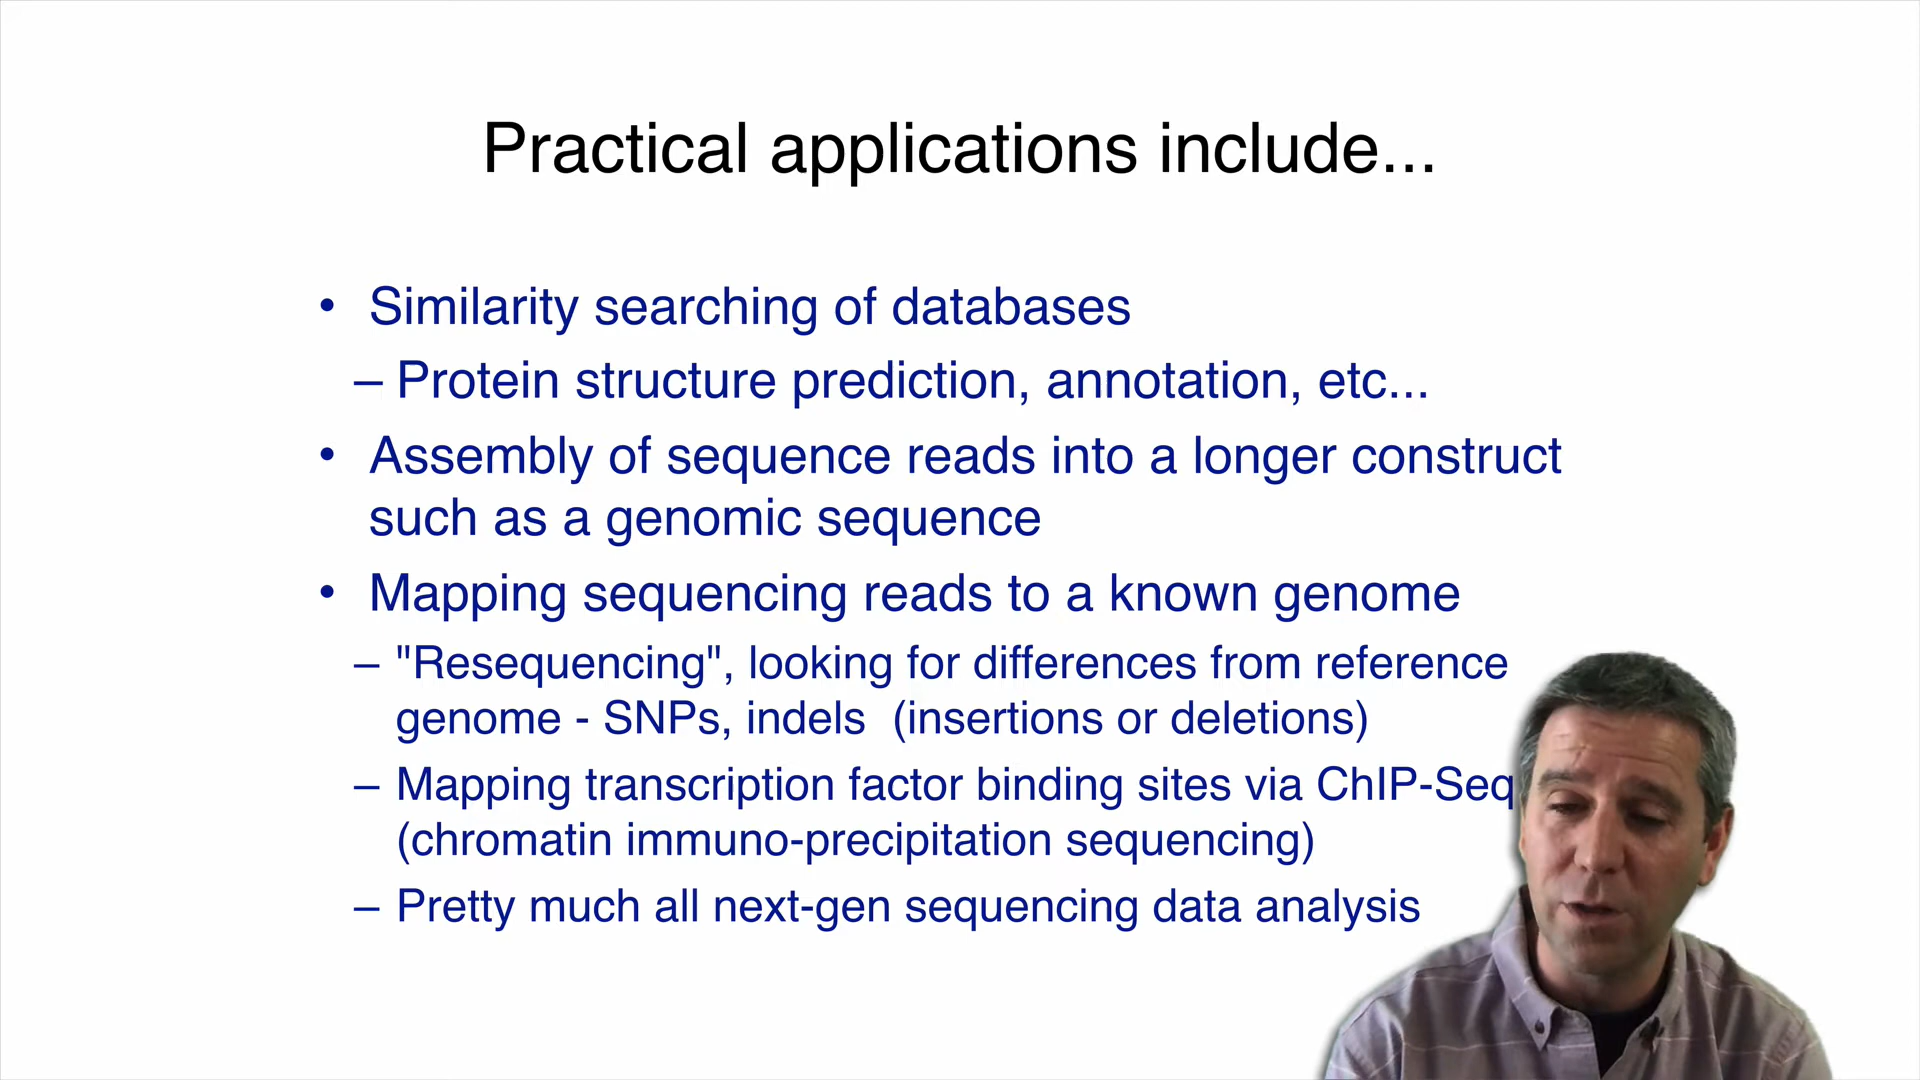 Practical applications include...
• Similarity searching of databases
– Protein structure prediction, annotation, etc...
• Assembly of sequence reads into a longer construct
such as a genomic sequence
• Mapping sequencing reads to a known genome
– "Resequencing", looking for differences from reference
genome - SNPs, indels  (insertions or deletions)
– Mapping transcription factor binding sites via ChIP-Seq
(chromatin immuno-precipitation sequencing)
– Pretty much all next-gen sequencing data analysis